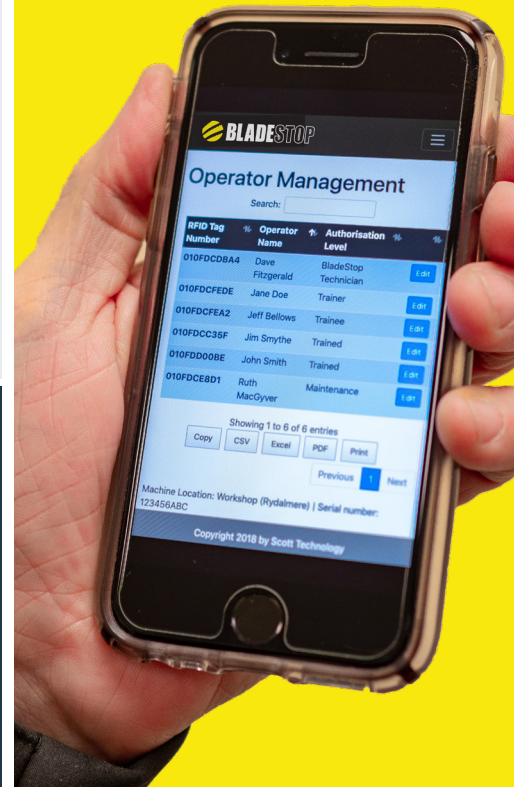 BLADESTOP
Operator Management
Search:
RFID Tag Number Operator Name Authorisation Level
010FDCDBA4 Dave Fitzgerald BladeStop Technician Edit
010FDCFEDE Jane Doe Trainer Edit
010FDCFEA2 Jeff Bellows Trainee Edit
010FDCC35F Jim Smythe Trained Edit
010FDD00BE John Smith Trained Edit
010FDCE8D1 Ruth MacGyver Maintenance Edit
Showing 1 to 6 of 6 entries
Copy CSV Excel PDF Print
Previous 1 Next
Machine Location: Workshop (Rydalmere) | Serial number:
123456ABC
Copyright 2018 by Scott Technology